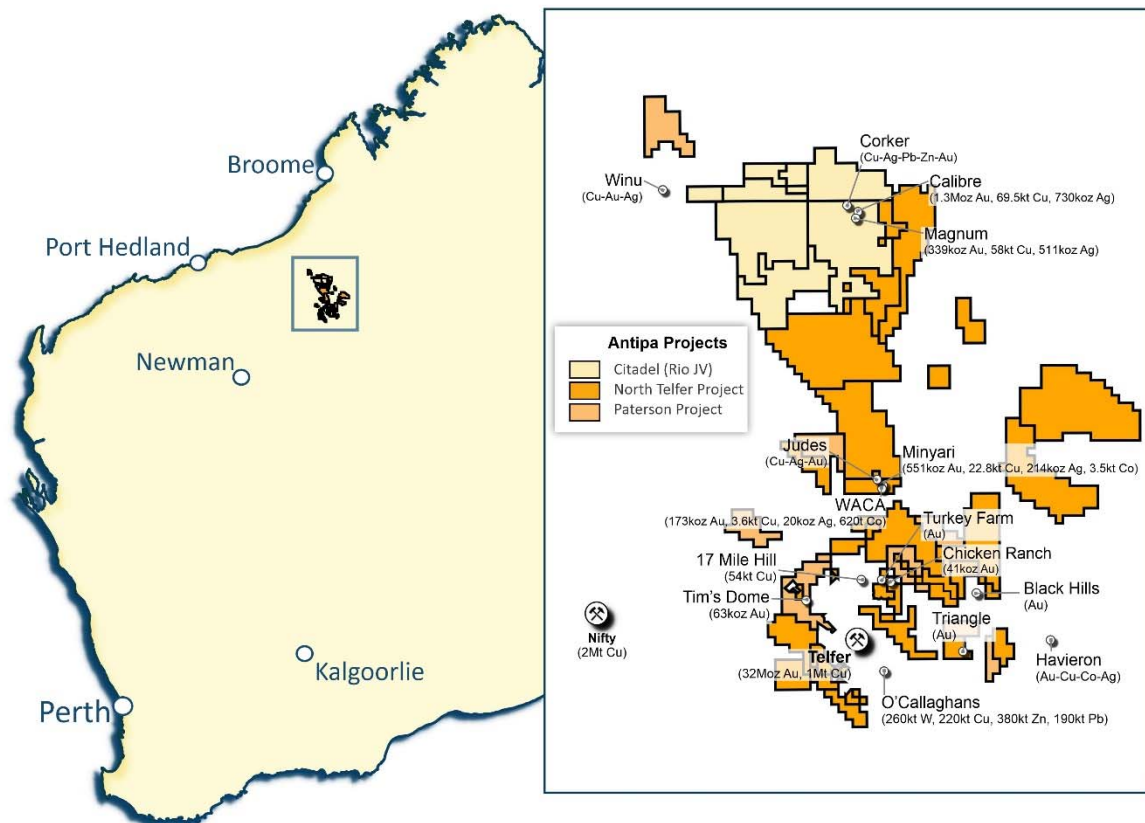 Broome
Port Hedland
Newman
Kalgoorlie
Perth
Corker
(Cu-Ag-Pb-Zn-Au)
Winu
(Cu-Au-Ag)
Calibre
(1.3Moz Au, 69.5kt Cu, 730koz Ag)
Magnum
(339koz Au, 58kt Cu, 511koz Ag)
Antipa Projects
Citadel (Rio JV)
North Telfer Project
Paterson Project
Judes
(Cu-Ag-Au)
Minyari
(551koz Au, 22.8kt Cu, 214koz Ag, 3.5kt Co)
WACA
(173koz Au, 3.6kt Cu, 20koz Ag, 620t Co)
Turkey Farm
(Au)
17 Mile Hill
(54kt Cu)
Chicken Ranch
(41koz Au)
Tim's Dome
(63koz Au)
Black Hills
(Au)
Triangle
(Au)
Nifty
(2Mt Cu)
Telfer
(32Moz Au, 1Mt Cu)
Havieron
(Au-Cu-Co-Ag)
O'Callaghans
(260kt W, 220kt Cu, 380kt Zn, 190kt Pb)